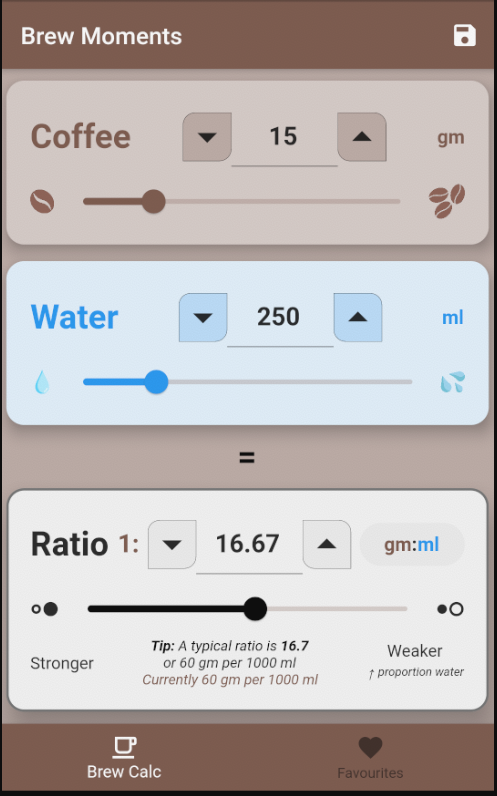 Brew Moments
Coffee 15 gm
Water 250 ml
=
Ratio 1: 16.67 gm:ml
Tip: A typical ratio is 16.7
or 60 gm per 1000 ml
Currently 60 gm per 1000 ml
Stronger
Weaker
↑ proportion water
Brew Calc
Favourites